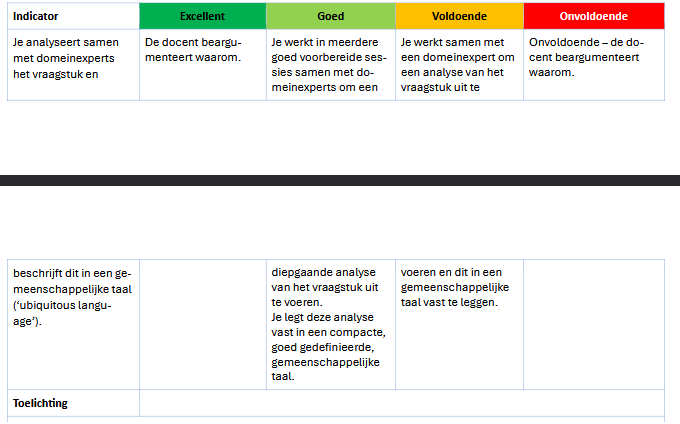 Indicator Excellent Goed Voldoende Onvoldoende
Je analyseert samen
met domeinexperts
het vraagstuk en
De docent beargu-
menteert waarom.
Je werkt in meerdere
goed voorbereide ses-
sies samen met do-
meinexperts om een
Je werkt samen met
een domeinexpert om
een analyse van het
vraagstuk uit te
Onvoldoende – de do-
cent beargumenteert
waarom.
beschrijft dit in een ge-
meenschappelijke taal
(‘ubiquitous langu-
age’).
diepgaande analyse
van het vraagstuk uit
te voeren.
Je legt deze analyse
vast in een compacte,
goed gedefinieerde,
gemeenschappelijke
taal.
voeren en dit in een
gemeenschappelijke
taal vast te leggen.
Toelichting